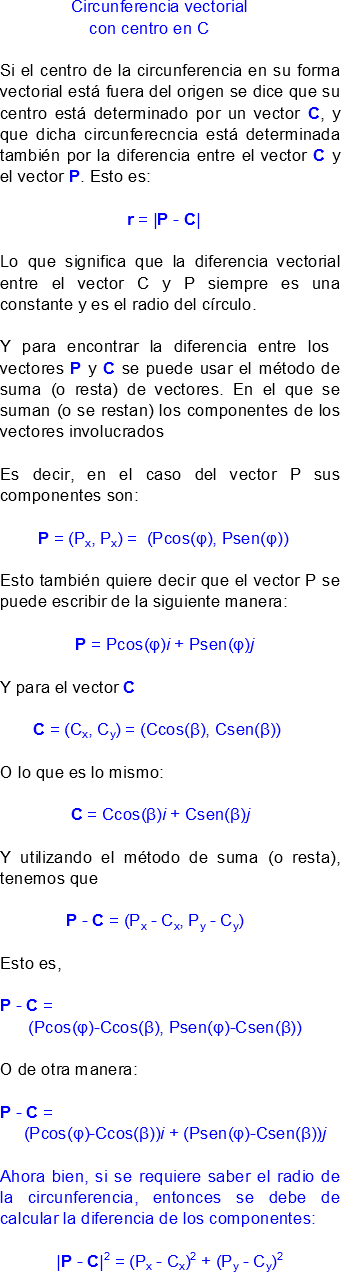 Circunferencia vectorial
con centro en C
Si el centro de la circunferencia en su forma
vectorial está fuera del origen se dice que su
centro está determinado por un vector C, y
que dicha circunferecncia está determinada
también por la diferencia entre el vector C y
el vector P. Esto es:
r = |P - C|
Lo que significa que la diferencia vectorial
entre el vector C y P siempre es una
constante y es el radio del círculo.
Y para encontrar la diferencia entre los
vectores P y C se puede usar el método de
suma (o resta) de vectores. En el que se
suman (o se restan) los componentes de los
vectores involucrados
Es decir, en el caso del vector P sus
componentes son:
P = (Pₓ, Pₓ) = (Pcos(φ), Psen(φ))
Esto también quiere decir que el vector P se
puede escribir de la siguiente manera:
P = Pcos(φ)i + Psen(φ)j
Y para el vector C
C = (Cₓ, C_y) = (Ccos(β), Csen(β))
O lo que es lo mismo:
C = Ccos(β)i + Csen(β)j
Y utilizando el método de suma (o resta),
tenemos que
P - C = (Pₓ - Cₓ, P_y - C_y)
Esto es,
P - C =
(Pcos(φ)-Ccos(β), Psen(φ)-Csen(β))
O de otra manera:
P - C =
(Pcos(φ)-Ccos(β))i + (Psen(φ)-Csen(β))j
Ahora bien, si se requiere saber el radio de
la circunferencia, entonces se debe de
calcular la diferencia de los componentes:
|P - C|² = (Pₓ - Cₓ)² + (P_y - C_y)²